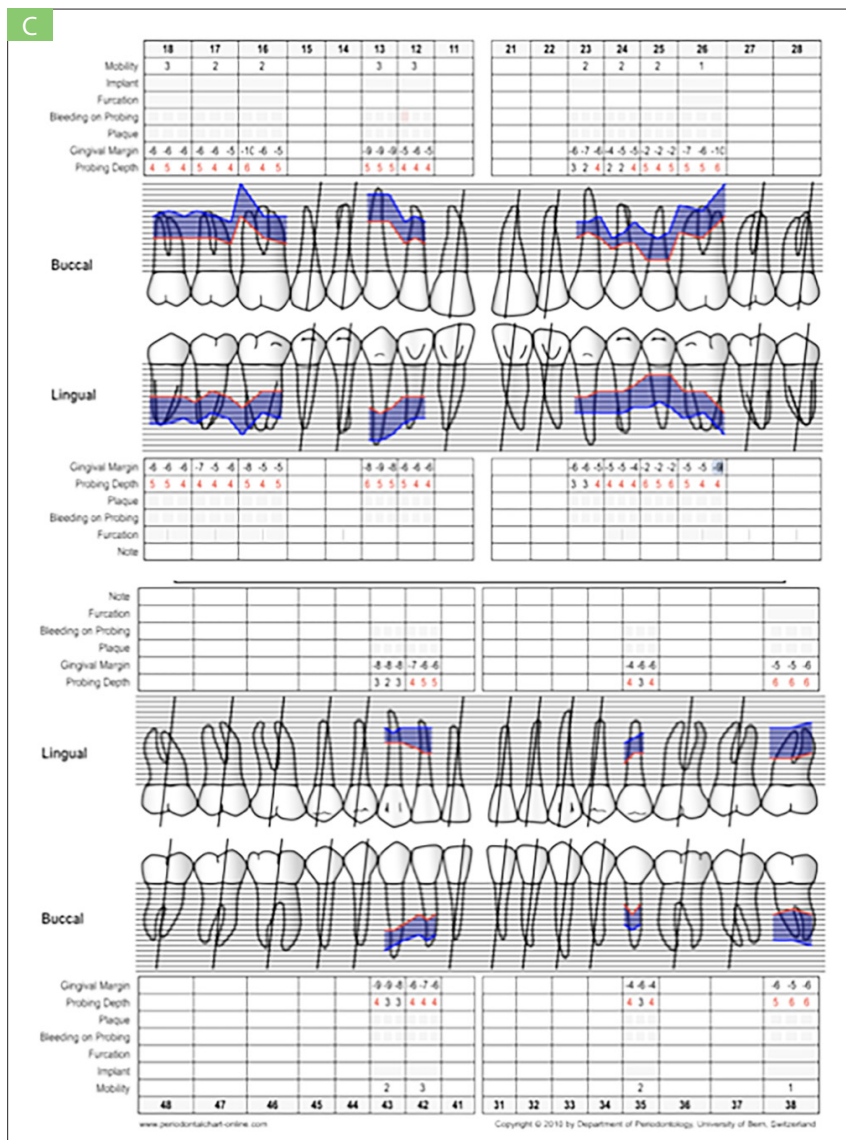 C
18 17 16 15 14 13 12 11 21 22 23 24 25 26 27 28
Mobility 3 2 2 3 3 2 2 2 1
Implant
Furcation
Bleeding on Probing
Plaque
Gingival Margin -6 -6 -6 -6 -6 -5 -10 -6 -5 -9 -9 -9 -5 -6 -5 -6 -7 -6 -4 -5 -5 -2 -2 -2 -7 -6 -10
Probing Depth 4 5 4 5 4 4 6 4 5 5 5 5 4 4 4 3 2 4 2 2 4 5 4 5 5 5 6
Buccal
Lingual
Gingival Margin -6 -6 -6 -7 -5 -6 -8 -5 -5 -8 -9 -8 -6 -6 -6 -6 -6 -5 -5 -5 -4 -2 -2 -2 -5 -5 -9
Probing Depth 5 5 4 4 4 4 5 4 5 6 5 5 5 4 4 3 3 4 4 4 4 6 5 6 5 4 4
Plaque
Bleeding on Probing
Furcation
Note
Note
Furcation
Bleeding on Probing
Plaque
Gingival Margin -8 -8 -8 -7 -6 -6 -4 -6 -6 -5 -5 -6
Probing Depth 3 2 3 4 5 5 4 3 4 6 6 6
Lingual
Buccal
Gingival Margin -9 -9 -8 -6 -7 -6 -4 -6 -4 -6 -5 -6
Probing Depth 4 3 3 4 4 4 4 3 4 5 6 6
Plaque
Bleeding on Probing
Furcation
Implant
Mobility 2 3 2 1
48 47 46 45 44 43 42 41 31 32 33 34 35 36 37 38
www.periodontalchart-online.com Copyright © 2010 by Department of Periodontology, University of Bern, Switzerland